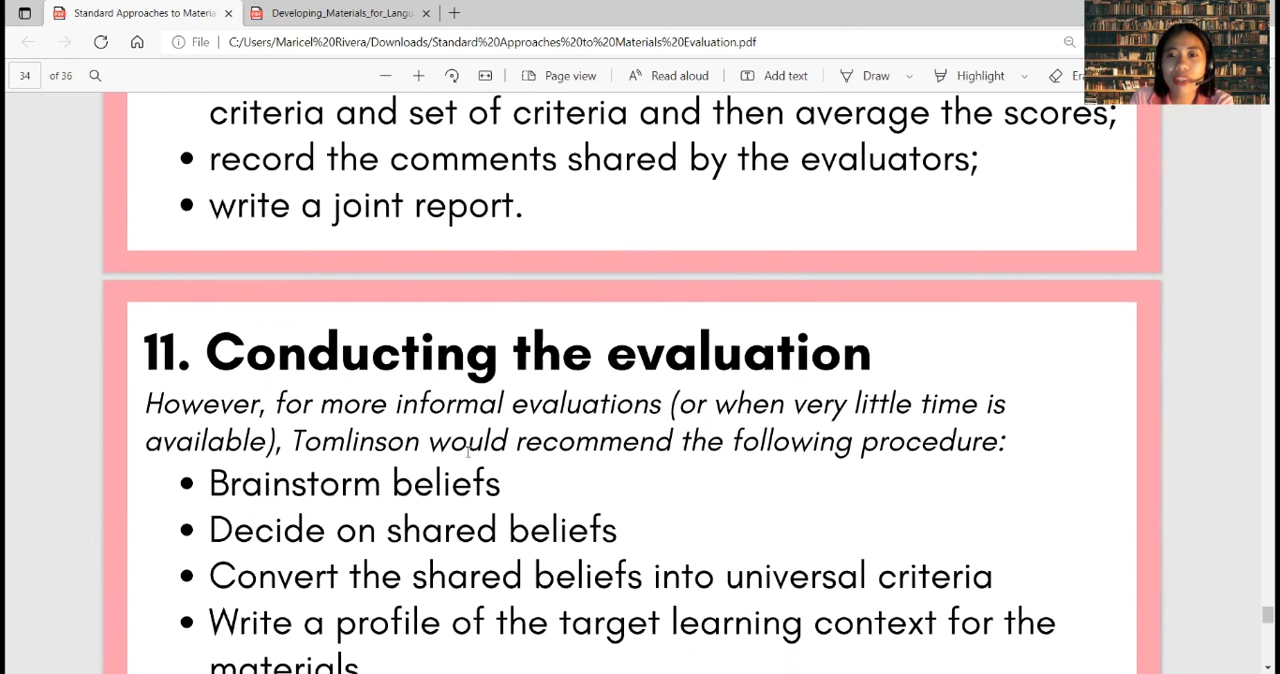 Standard Approaches to Materia
Developing_Materials_for_Langu
File
C:/Users/Maricel%20Rivera/Downloads/Standard%20Approaches%20to%20Materials%20Evaluation.pdf
34 of 36
Page view
Read aloud
Add text
Draw
Highlight
Era
criteria and set of criteria and then average the scores;
• record the comments shared by the evaluators;
• write a joint report.
11. Conducting the evaluation
However, for more informal evaluations (or when very little time is
available), Tomlinson would recommend the following procedure:
• Brainstorm beliefs
• Decide on shared beliefs
• Convert the shared beliefs into universal criteria
• Write a profile of the target learning context for the
materials